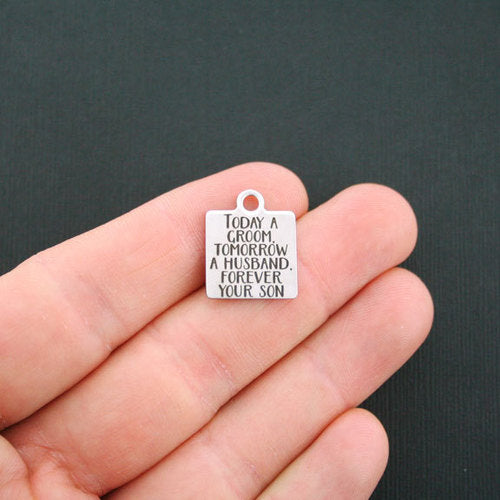 TODAY A
GROOM,
TOMORROW
A HUSBAND,
FOREVER
YOUR SON